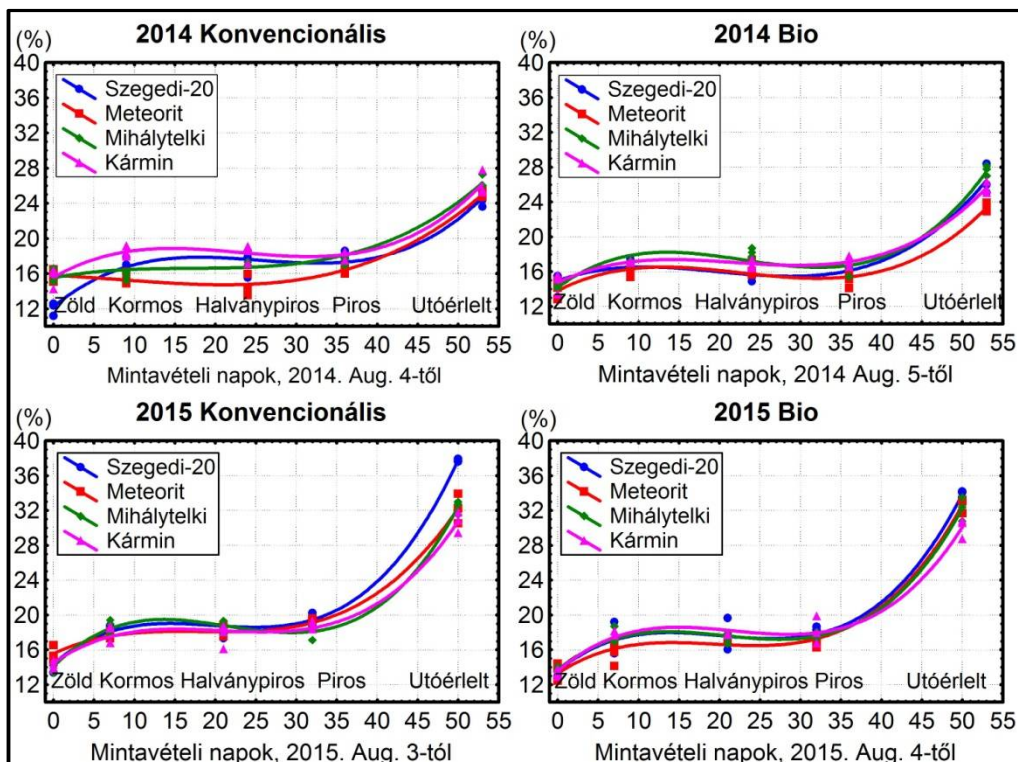 (%)
2014 Konvencionális
40
36
32
28
24
20
16
12
Szegedi-20
Meteorit
Mihálytelki
Kármin
Zöld Kormos Halványpiros Piros Utóérlelt
0 5 10 15 20 25 30 35 40 45 50 55
Mintavételi napok, 2014. Aug. 4-től
(%)
2014 Bio
40
36
32
28
24
20
16
12
Szegedi-20
Meteorit
Mihálytelki
Kármin
Zöld Kormos Halványpiros Piros Utóérlelt
0 5 10 15 20 25 30 35 40 45 50 55
Mintavételi napok, 2014 Aug. 5-től
(%)
2015 Konvencionális
40
36
32
28
24
20
16
12
Szegedi-20
Meteorit
Mihálytelki
Kármin
Zöld Kormos Halványpiros Piros Utóérlelt
0 5 10 15 20 25 30 35 40 45 50 55
Mintavételi napok, 2015. Aug. 3-tól
(%)
2015 Bio
40
36
32
28
24
20
16
12
Szegedi-20
Meteorit
Mihálytelki
Kármin
Zöld Kormos Halványpiros Piros Utóérlelt
0 5 10 15 20 25 30 35 40 45 50 55
Mintavételi napok, 2015. Aug. 4-től